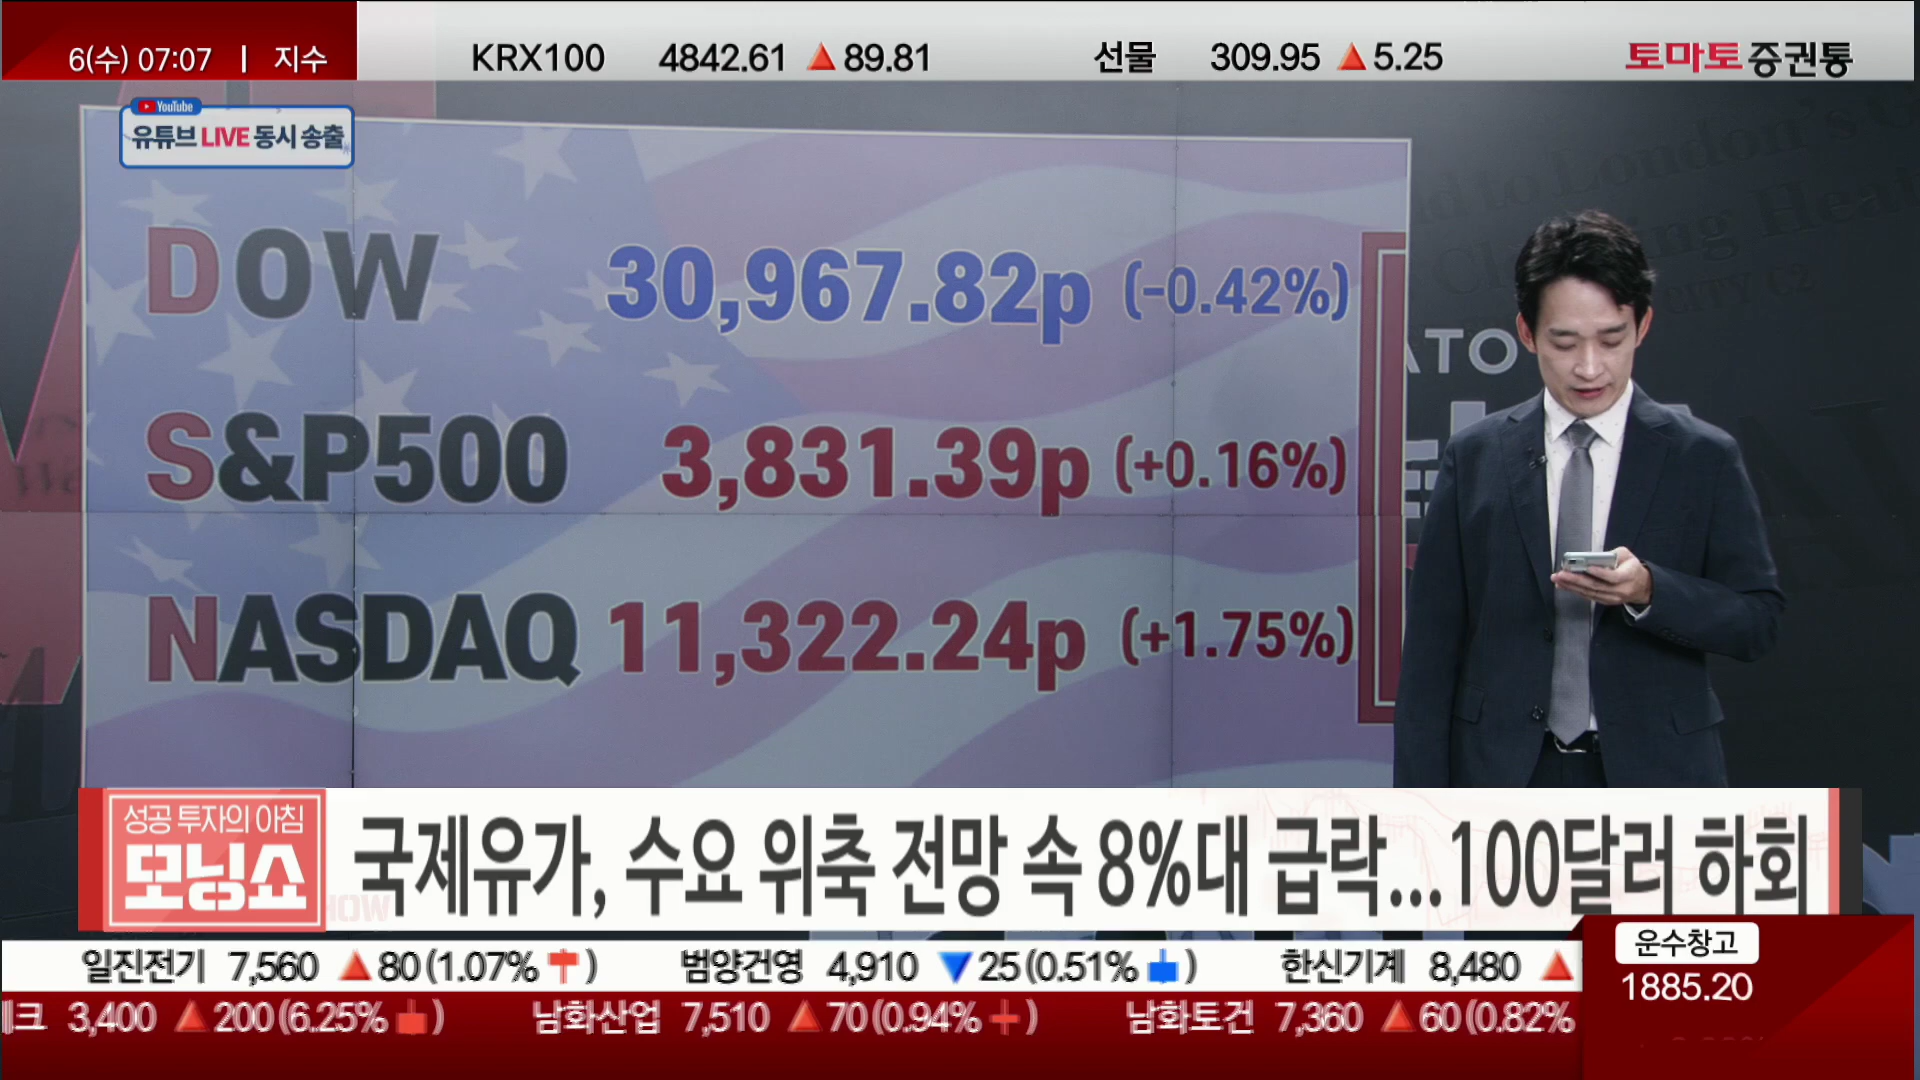 6(수) 07:07 | 지수 KRX100 4842.61 ▲ 89.81 선물 309.95 ▲ 5.25 토마토증권통
YouTube
유튜브 LIVE 동시 송출
DOW 30,967.82p (-0.42%)
S&P500 3,831.39p (+0.16%)
NASDAQ 11,322.24p (+1.75%)
ATO
CITY
성공 투자의 아침
모닝쇼
국제유가, 수요 위축 전망 속 8%대 급락...100달러 하회
일진전기 7,560 ▲80(1.07%↑) 범양건영 4,910 ▼25(0.51% ) 한신기계 8,480 ▲
크 3,400 ▲200(6.25% ) 남화산업 7,510 ▲70(0.94% ) 남화토건 7,360 ▲60(0.82%
운수창고
1885.20